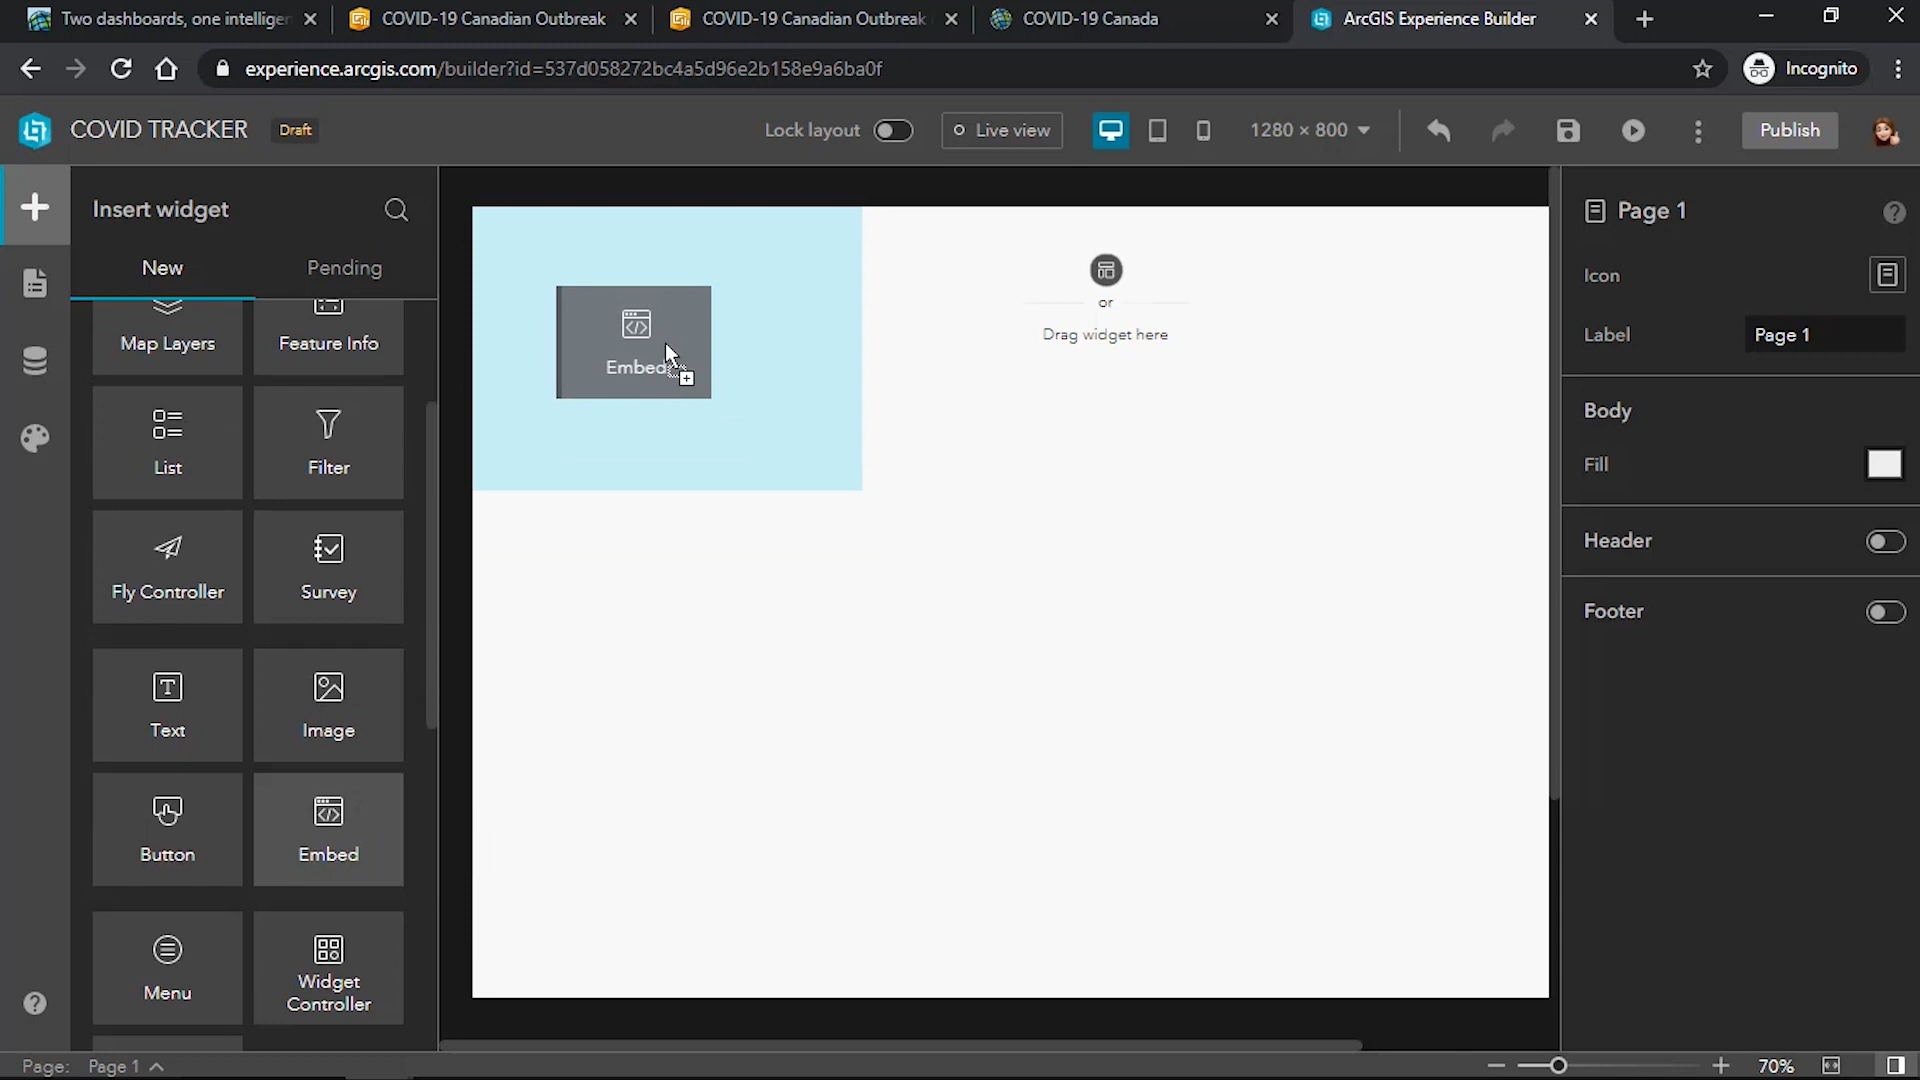 Two dashboards, one intelligen
COVID-19 Canadian Outbreak
COVID-19 Canadian Outbreak
COVID-19 Canada
ArcGIS Experience Builder
experience.arcgis.com/builder?id=537d058272bc4a5d96e2b158e9a6ba0f
Incognito
COVID TRACKER
Draft
Lock layout
Live view
1280 × 800
Publish
Insert widget
New
Pending
Map Layers
Feature Info
List
Filter
Fly Controller
Survey
Text
Image
Button
Embed
Menu
Widget
Controller
Embed
or
Drag widget here
Page 1
Icon
Label
Page 1
Body
Fill
Header
Footer
Page:
Page 1
70%